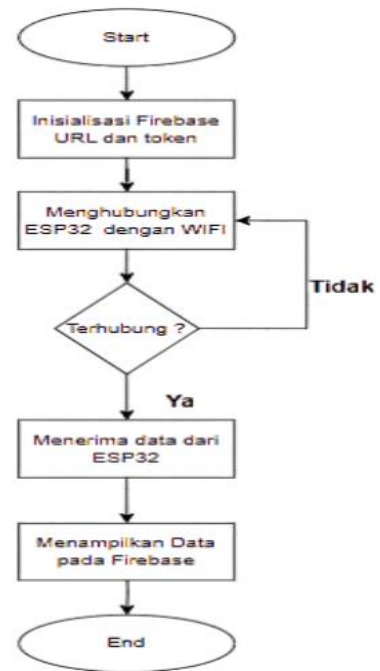 Start
Inisialisasi Firebase
URL dan token
Menghubungkan
ESP32 dengan WIFI
Tidak
Terhubung ?
Ya
Menerima data dari
ESP32
Menampilkan Data
pada Firebase
End